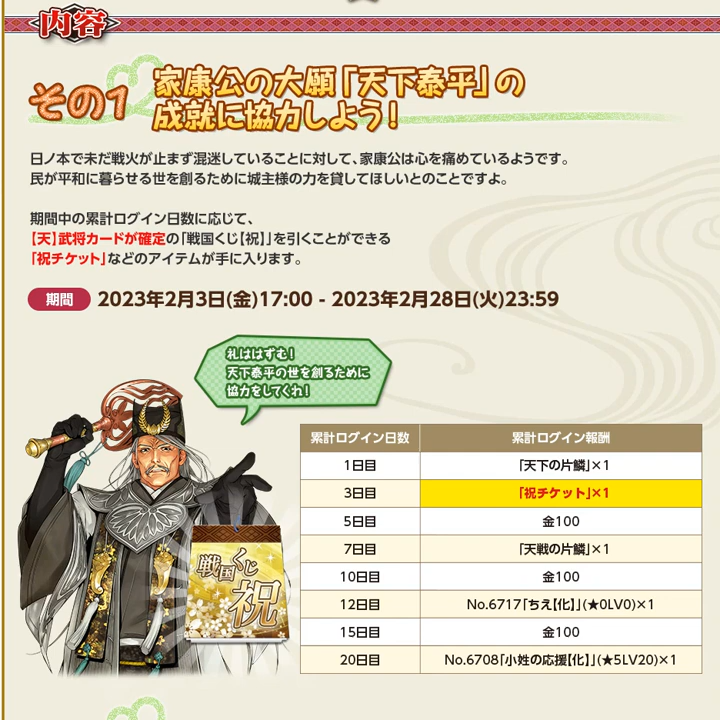 内容
その1
家康公の大願「天下泰平」の
成就に協力しよう!
日ノ本で未だ戦火が止まず混迷していることに対して、家康公は心を痛めているようです。
民が平和に暮らせる世を創るために城主様の力を貸してほしいとのことですよ。
期間中の累計ログイン日数に応じて、
【天】武将カードが確定の「戦国くじ【祝】」を引くことができる
「祝チケット」などのアイテムが手に入ります。
期間 2023年2月3日(金)17:00 - 2023年2月28日(火)23:59
礼ははずむ!
天下泰平の世を創るために
協力をしてくれ!
戦国くじ
祝
累計ログイン日数 累計ログイン報酬
1日目 「天下の片鱗」×1
3日目 「祝チケット」×1
5日目 金100
7日目 「天戦の片鱗」×1
10日目 金100
12日目 No.6717「ちえ【化】」(★0LV0)×1
15日目 金100
20日目 No.6708「小姓の応援【化】」(★5LV20)×1